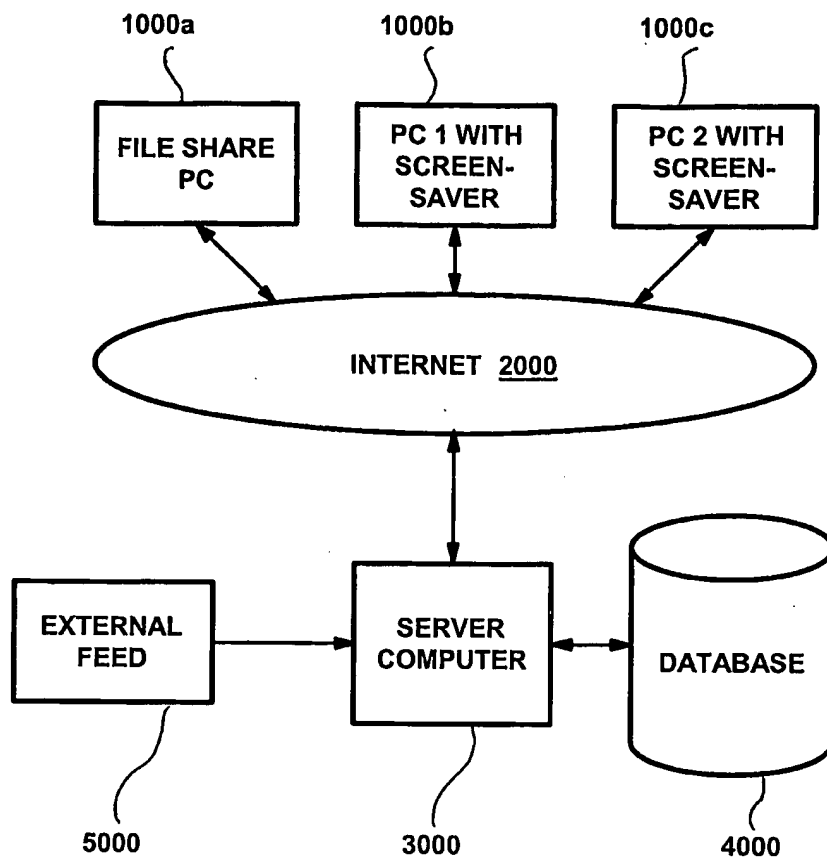 1000a
1000b
1000c
FILE SHARE
PC
PC 1 WITH
SCREEN-
SAVER
PC 2 WITH
SCREEN-
SAVER
INTERNET 2000
EXTERNAL
FEED
SERVER
COMPUTER
DATABASE
5000
3000
4000